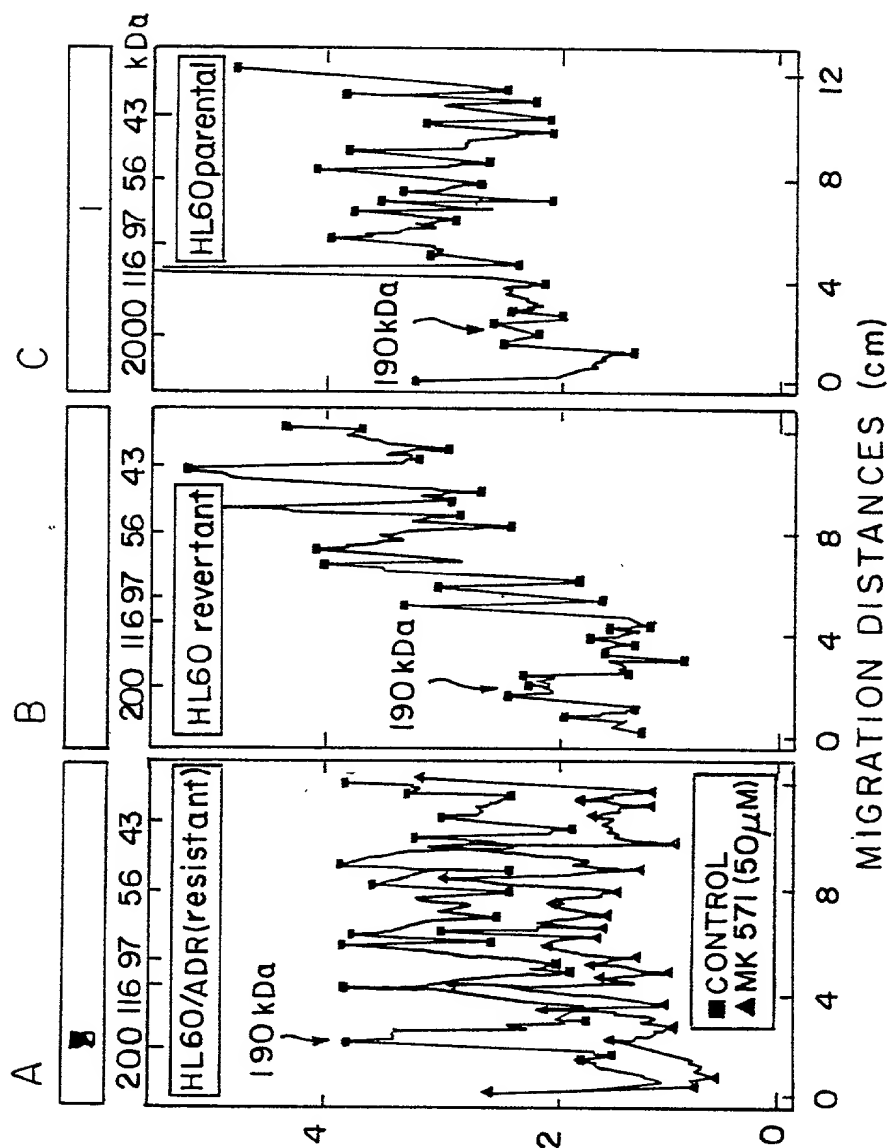 A
200 116 97 56 43
HL60/ADR(resistant)
190 kDa
■ CONTROL
▲ MK 571 (50µM)
4
2
0
0 4 8
B
200 116 97 56 43
HL60 revertant
190 kDa
0 4 8
C
2000 116 97 56 43 kDa
HL60 parental
190 kDa
0 4 8 12
MIGRATION DISTANCES (cm)